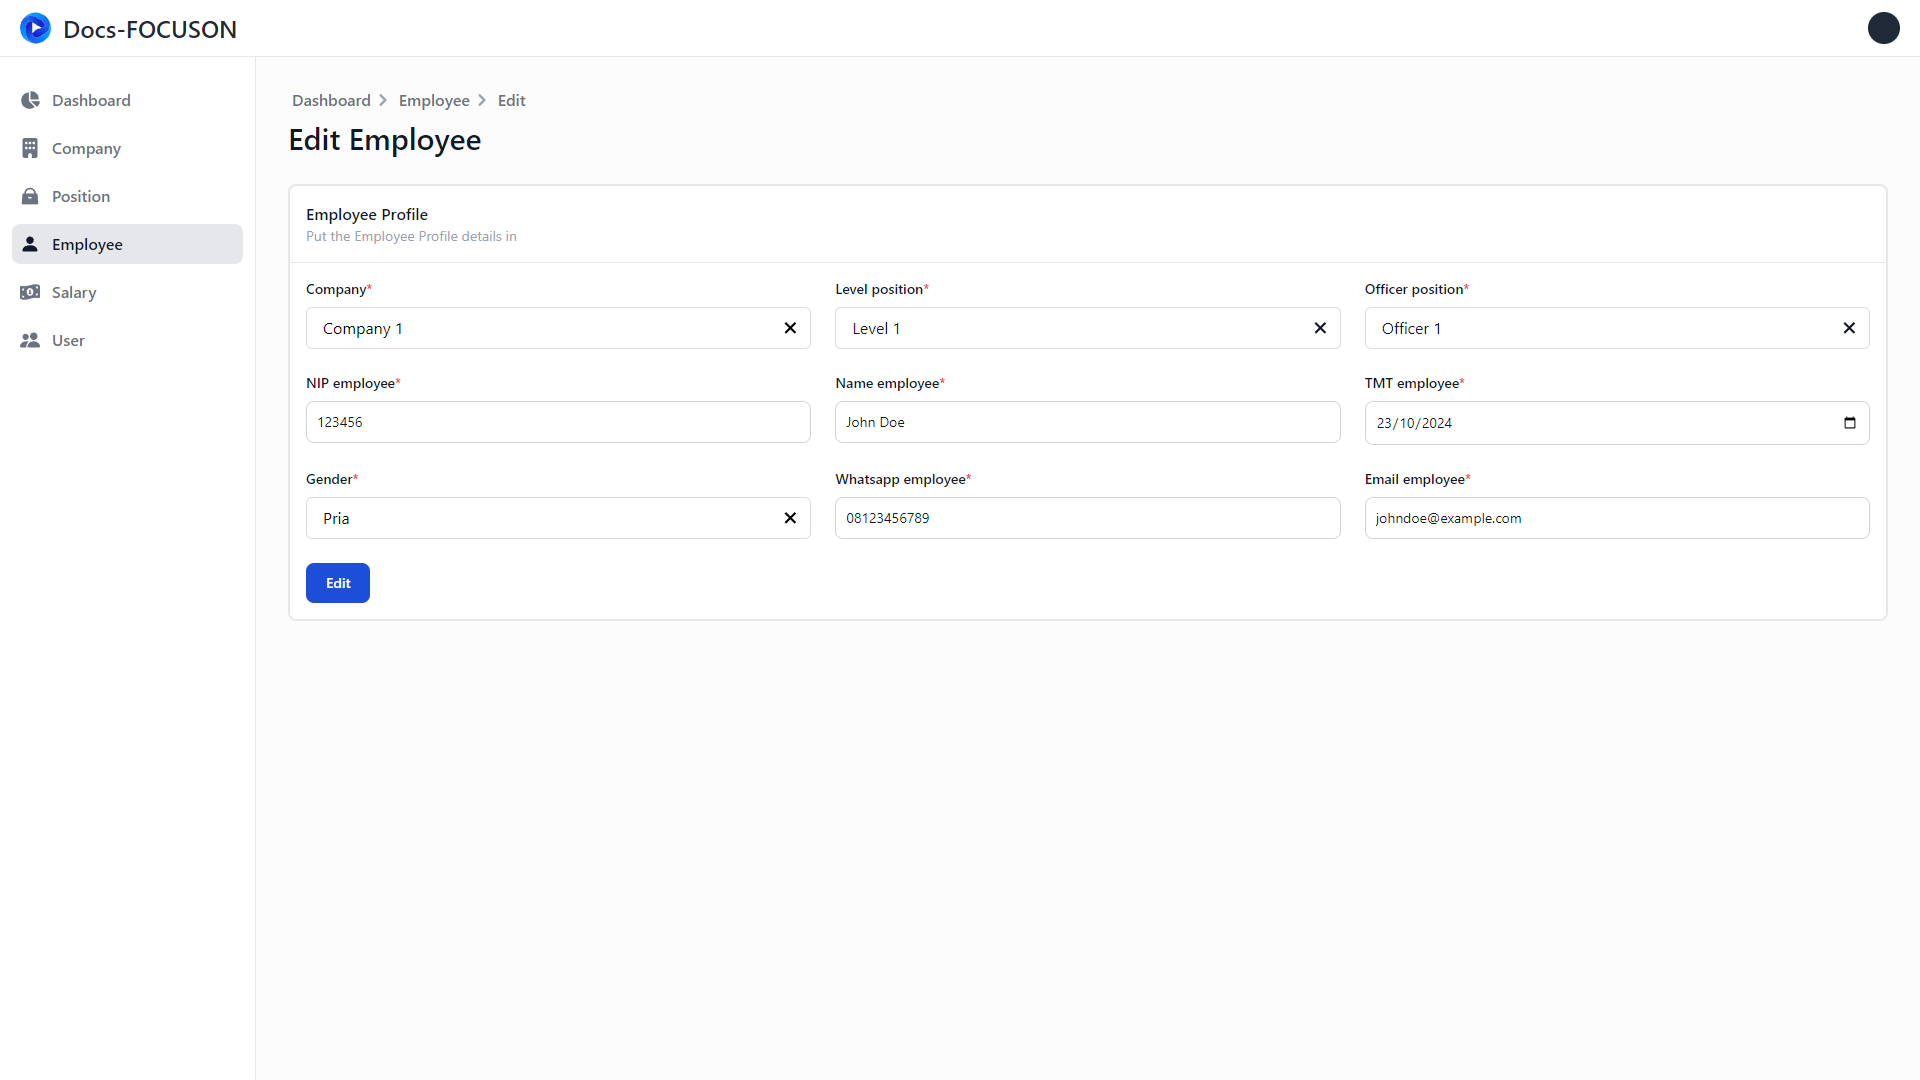 Docs-FOCUSON
Dashboard
Company
Position
Employee
Salary
User
Dashboard Employee Edit
Edit Employee
Employee Profile
Put the Employee Profile details in
Company* Level position* Officer position*
Company 1 Level 1 Officer 1
NIP employee* Name employee* TMT employee*
123456 John Doe 23/10/2024
Gender* Whatsapp employee* Email employee*
Pria 08123456789 johndoe@example.com
Edit